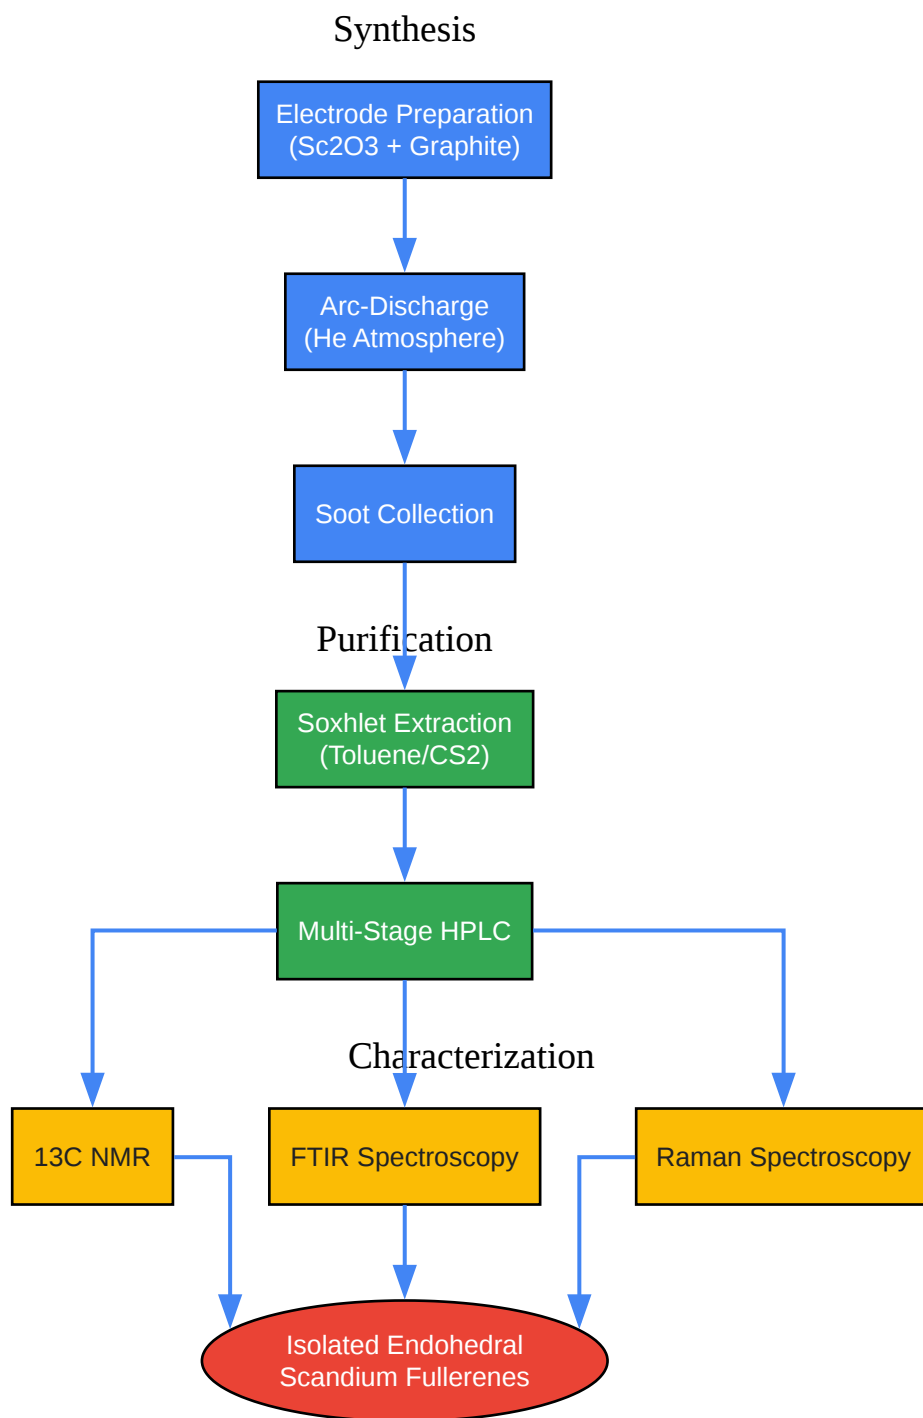 Synthesis
Electrode Preparation
(Sc2O3 + Graphite)
Arc-Discharge
(He Atmosphere)
Soot Collection
Purification
Soxhlet Extraction
(Toluene/CS2)
Multi-Stage HPLC
Characterization
13C NMR
FTIR Spectroscopy
Raman Spectroscopy
Isolated Endohedral
Scandium Fullerenes